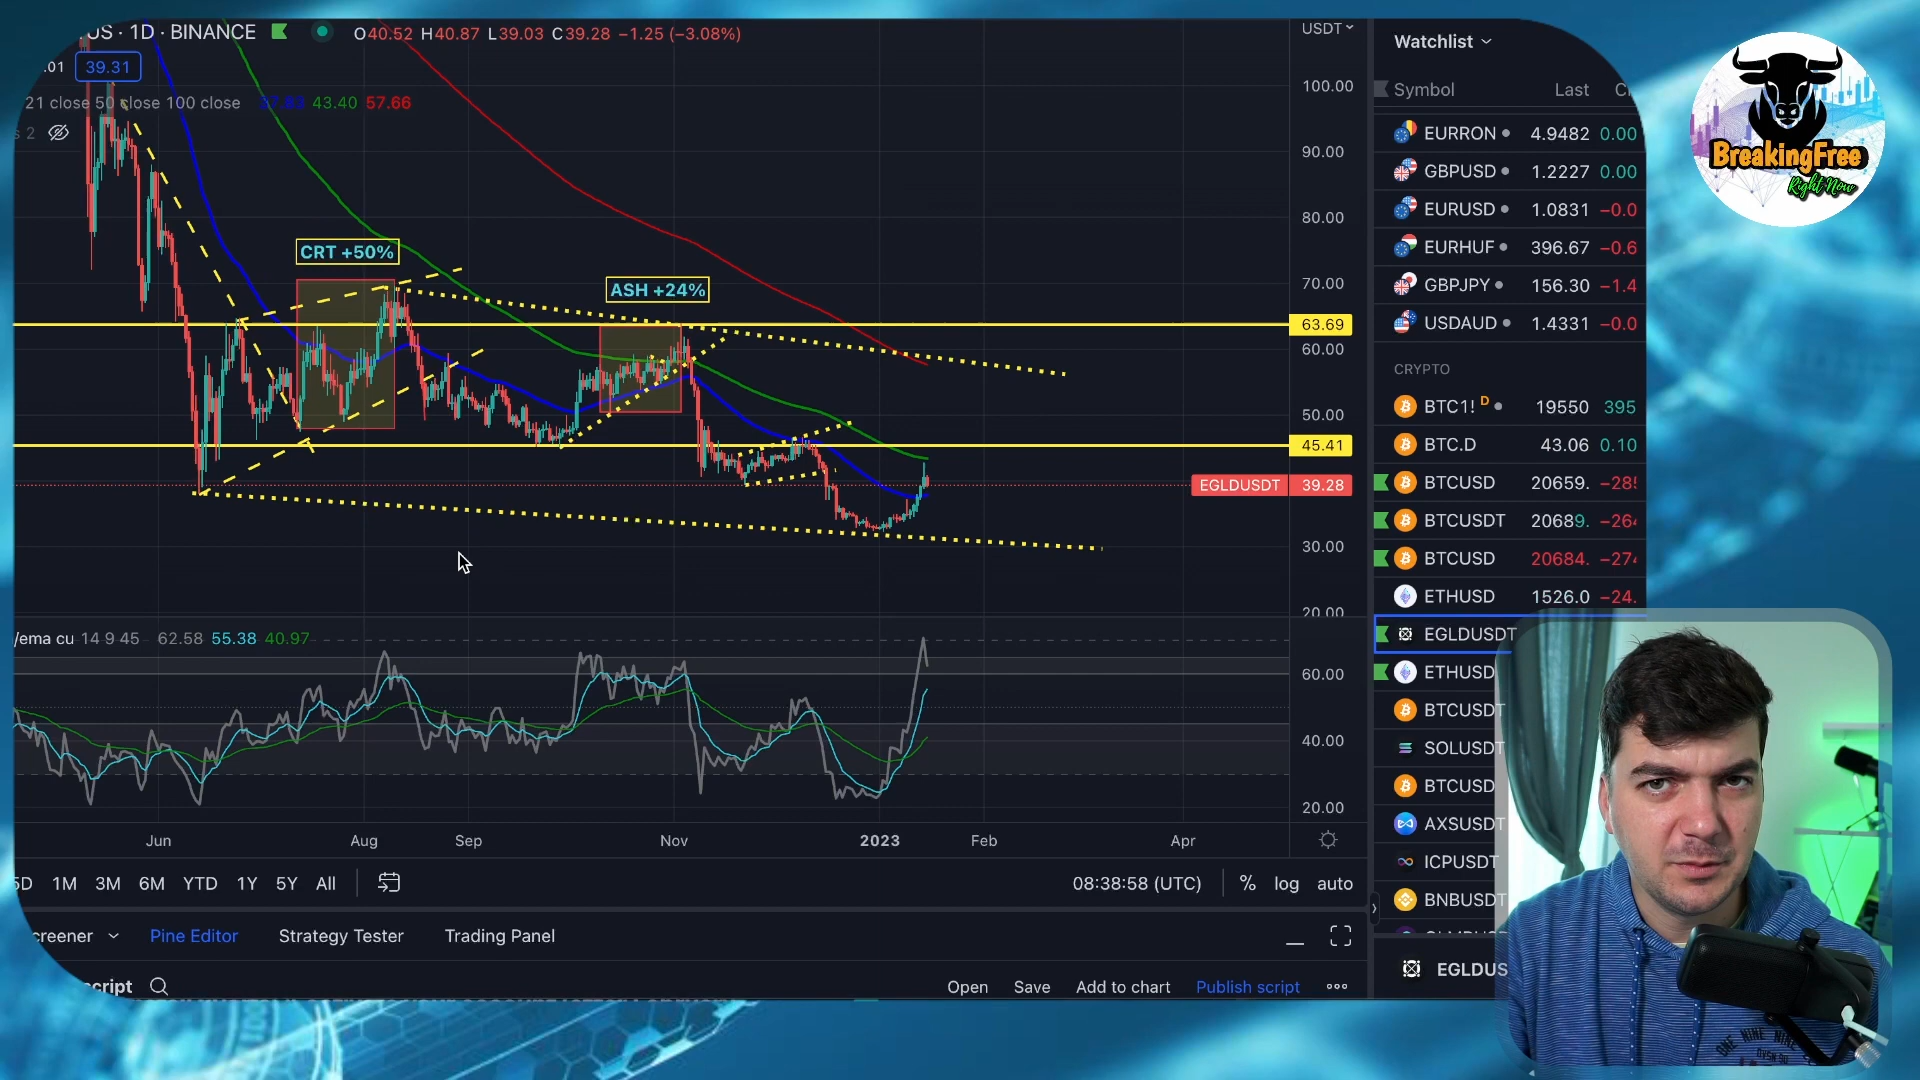 .US · 1D · BINANCE O40.52 H40.87 L39.03 C39.28 −1.25 (−3.08%)
.01 39.31
21 close 50 close 100 close 37.83 43.40 57.66
s 2
CRT +50%
ASH +24%
USDT
100.00
90.00
80.00
70.00
63.69
60.00
50.00
45.41
EGLDUSDT 39.28
30.00
20.00
/ema cu 14 9 45 62.58 55.38 40.97
60.00
40.00
20.00
Jun Aug Sep Nov 2023 Feb Apr
5D 1M 3M 6M YTD 1Y 5Y All
08:38:58 (UTC) % log auto
creener Pine Editor Strategy Tester Trading Panel
cript Open Save Add to chart Publish script
Watchlist
Symbol Last C
EURRON 4.9482 0.00
GBPUSD 1.2227 0.00
EURUSD 1.0831 −0.0
EURHUF 396.67 −0.6
GBPJPY 156.30 −1.4
USDAUD 1.4331 −0.0
CRYPTO
BTC1! D 19550 395
BTC.D 43.06 0.10
BTCUSD 20659. −285
BTCUSDT 20689. −264
BTCUSD 20684. −274
ETHUSD 1526.0 −24.
EGLDUSDT
ETHUSD
BTCUSDT
SOLUSDT
BTCUSD
AXSUSDT
ICPUSDT
BNBUSDT
EGLDUS
BreakingFree
Right Now
ONE NINE NINE